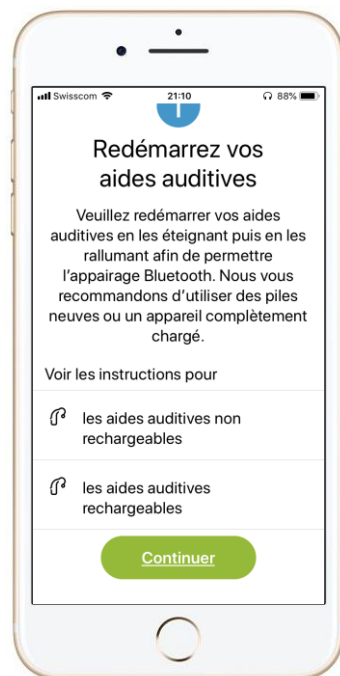 Swisscom 21:10 88%
Redémarrez vos
aides auditives
Veuillez redémarrer vos aides
auditives en les éteignant puis en les
rallumant afin de permettre
l'appairage Bluetooth. Nous vous
recommandons d'utiliser des piles
neuves ou un appareil complètement
chargé.
Voir les instructions pour
les aides auditives non
rechargeables
les aides auditives
rechargeables
Continuer